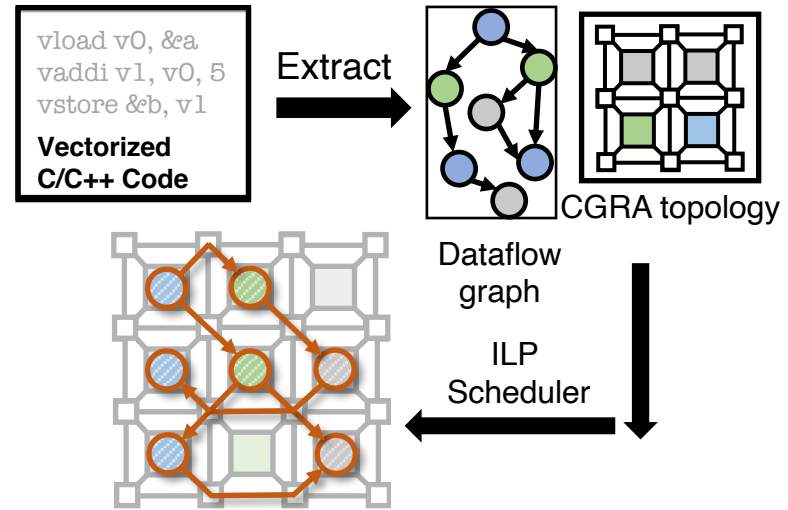 vload v0, &a
vaddi v1, v0, 5
vstore &b, v1
Vectorized
C/C++ Code
Extract
CGRA topology
Dataflow
graph
ILP
Scheduler